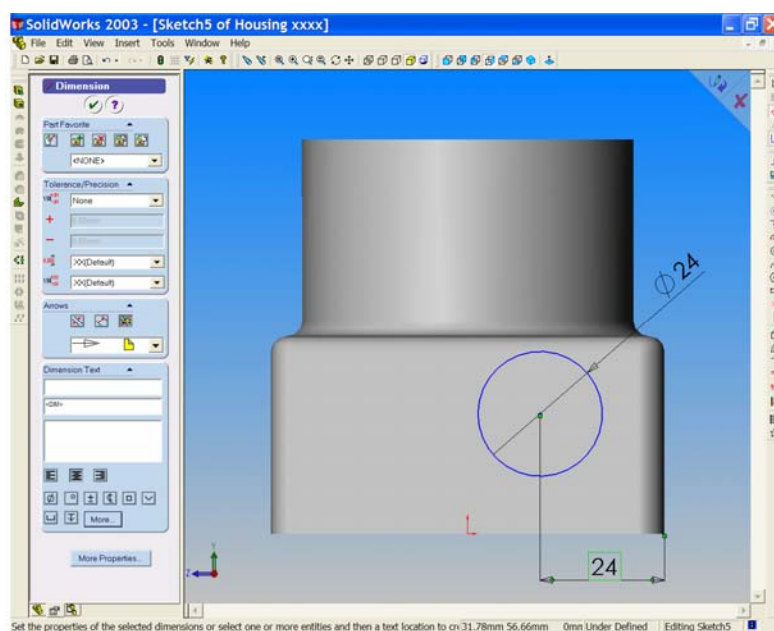 SolidWorks 2003 - [Sketch5 of Housing xxxx]
File Edit View Insert Tools Window Help
Dimension
Part Favorite
<NONE>
Tolerence/Precision
None
.XX(Default)
.XX(Default)
Arrows
Dimension Text
<DIM>
More...
More Properties...
Ø24
24
Y
Z
Set the properties of the selected dimensions or select one or more entities and then a text location to cr 31.78mm 56.66mm 0mm Under Defined Editing Sketch5